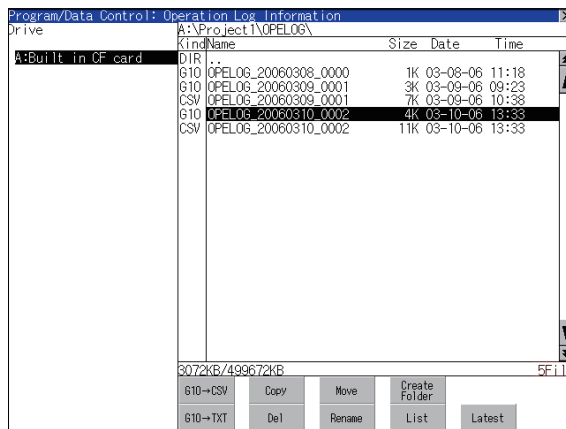 Program/Data Control: Operation Log Information
Drive
A:\Project1\OPELOG\
Kind Name Size Date Time
A:Built in CF card
DIR ..
G10 OPELOG_20060308_0000 1K 03-08-06 11:18
G10 OPELOG_20060309_0001 3K 03-09-06 09:23
CSV OPELOG_20060309_0001 7K 03-09-06 10:38
G10 OPELOG_20060310_0002 4K 03-10-06 13:33
CSV OPELOG_20060310_0002 11K 03-10-06 13:33
3072KB/499672KB 5Fil
G10→CSV Copy Move Create Folder
G10→TXT Del Rename List Latest